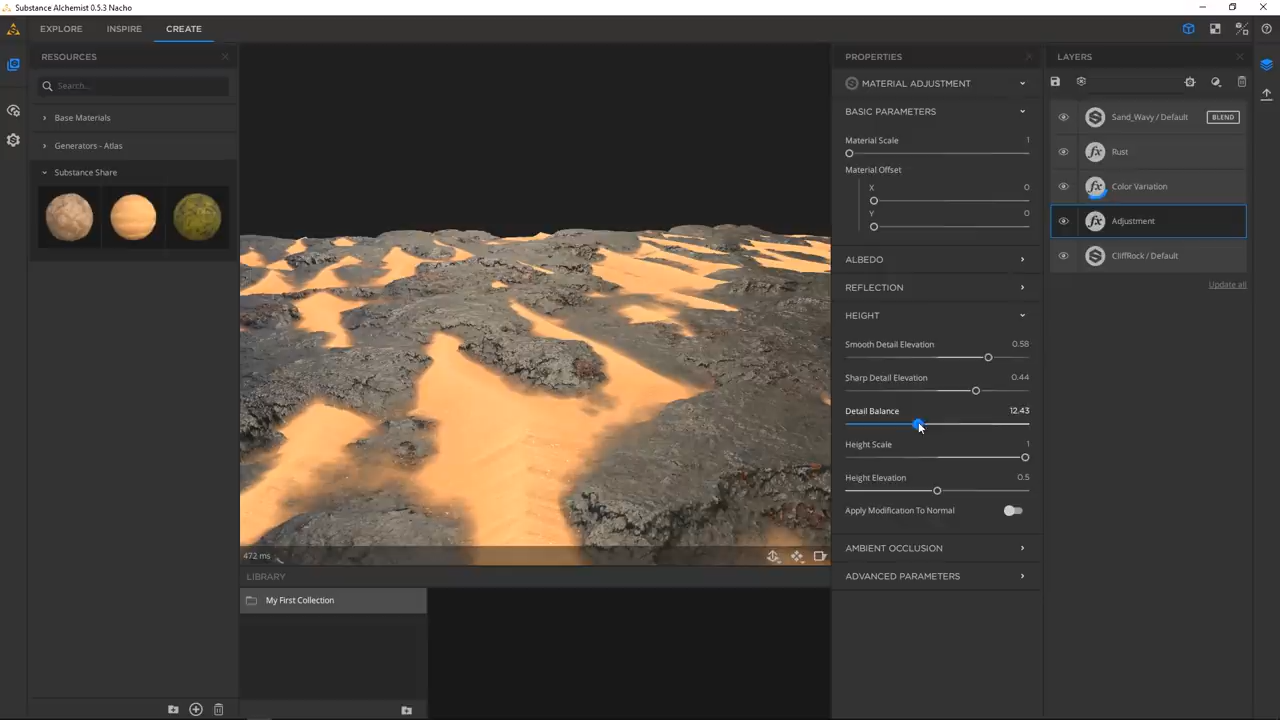 Substance Alchemist 0.5.3 Nacho
EXPLORE
INSPIRE
CREATE
RESOURCES
Search...
Base Materials
Generators - Atlas
Substance Share
472 ms
LIBRARY
My First Collection
PROPERTIES
MATERIAL ADJUSTMENT
BASIC PARAMETERS
Material Scale 1
Material Offset
X 0
Y 0
ALBEDO
REFLECTION
HEIGHT
Smooth Detail Elevation 0.58
Sharp Detail Elevation 0.44
Detail Balance 12.43
Height Scale 1
Height Elevation 0.5
Apply Modification To Normal
AMBIENT OCCLUSION
ADVANCED PARAMETERS
LAYERS
Sand_Wavy / Default BLEND
Rust
Color Variation
Adjustment
CliffRock / Default
Update all